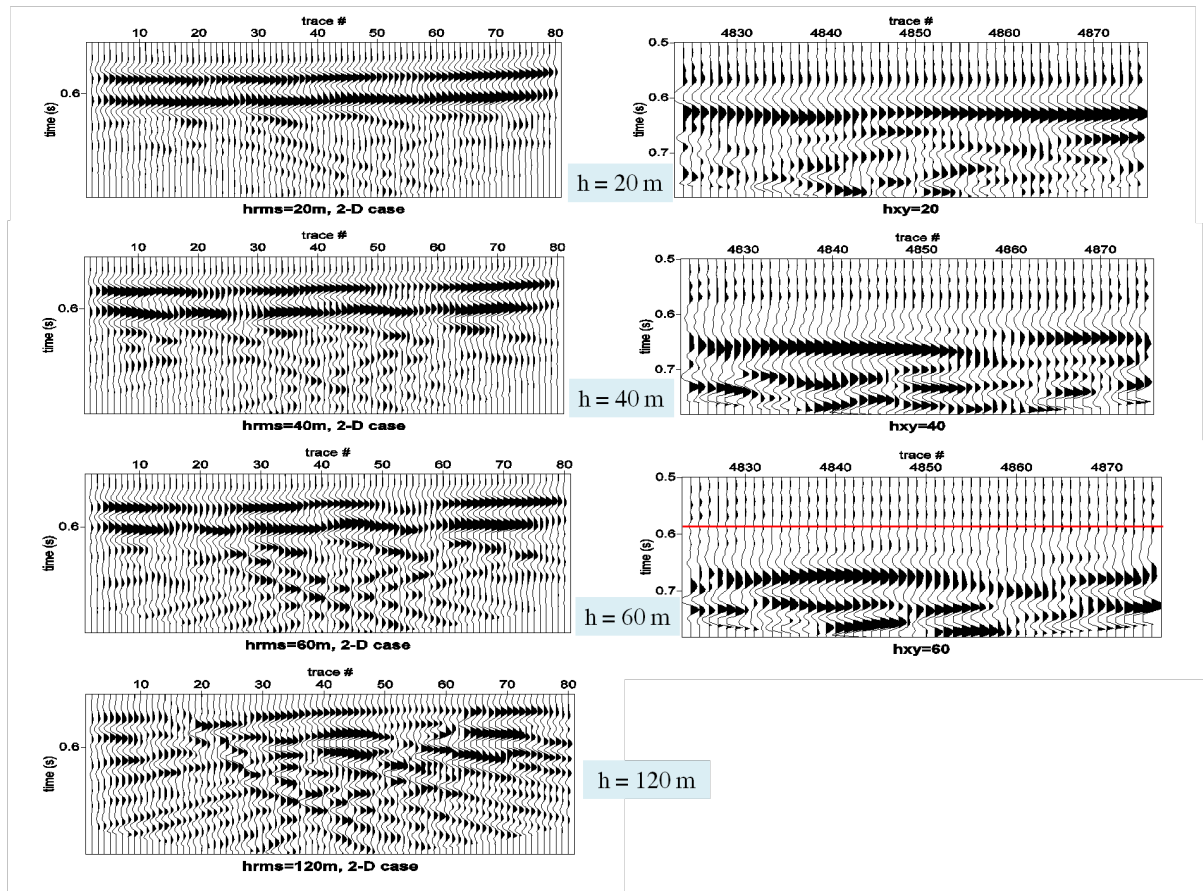 trace #
10 20 30 40 50 60 70 80
0.6
time (s)
hrms=20m, 2-D case
trace #
4830 4840 4850 4860 4870
0.5
0.6
0.7
time (s)
hxy=20
h = 20 m
trace #
10 20 30 40 50 60 70 80
0.6
time (s)
hrms=40m, 2-D case
trace #
4830 4840 4850 4860 4870
0.5
0.6
0.7
time (s)
hxy=40
h = 40 m
trace #
10 20 30 40 50 60 70 80
0.6
time (s)
hrms=60m, 2-D case
trace #
4830 4840 4850 4860 4870
0.5
0.6
0.7
time (s)
hxy=60
h = 60 m
trace #
10 20 30 40 50 60 70 80
0.6
time (s)
hrms=120m, 2-D case
h = 120 m